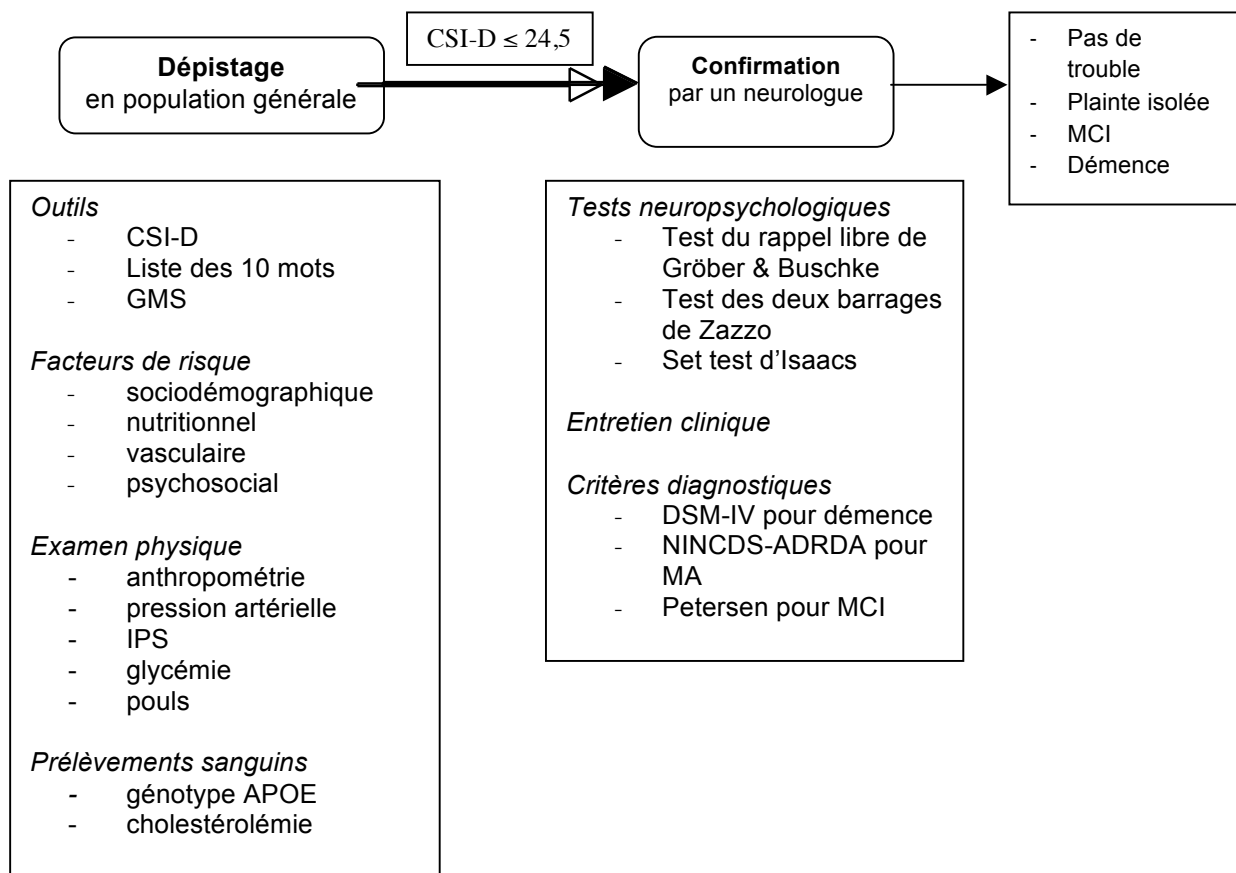 Dépistage
en population générale
CSI-D ≤ 24,5
Confirmation
par un neurologue
- Pas de
trouble
- Plainte isolée
- MCI
- Démence
Outils
- CSI-D
- Liste des 10 mots
- GMS
Facteurs de risque
- sociodémographique
- nutritionnel
- vasculaire
- psychosocial
Examen physique
- anthropométrie
- pression artérielle
- IPS
- glycémie
- pouls
Prélèvements sanguins
- génotype APOE
- cholestérolémie
Tests neuropsychologiques
- Test du rappel libre de
Gröber & Buschke
- Test des deux barrages
de Zazzo
- Set test d’Isaacs
Entretien clinique
Critères diagnostiques
- DSM-IV pour démence
- NINCDS-ADRDA pour
MA
- Petersen pour MCI